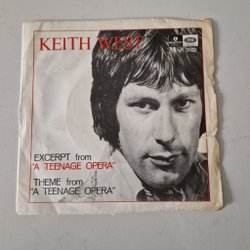 KEITH WEST
EXCERPT from
"A TEENAGE OPERA"
THEME from
"A TEENAGE OPERA"